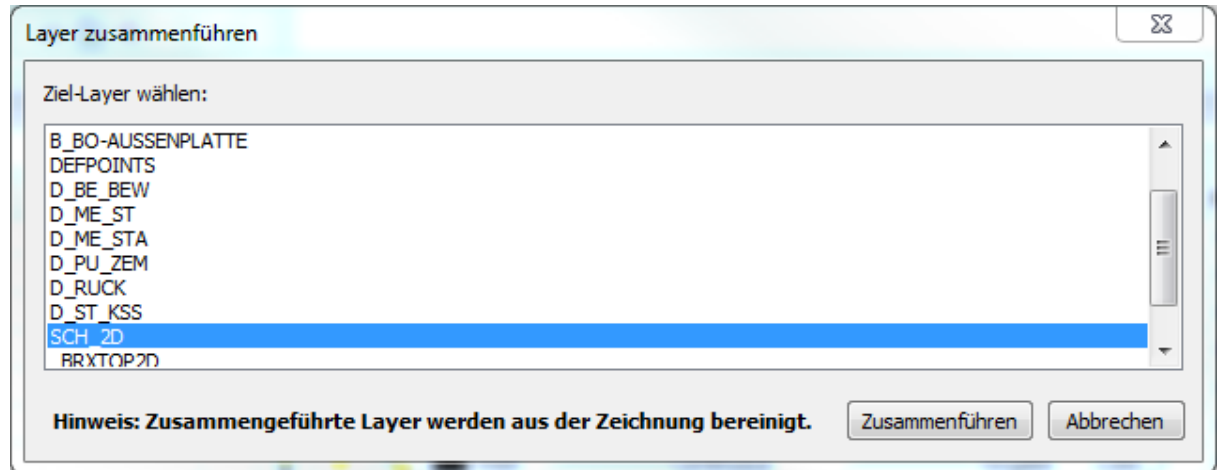 Layer zusammenführen
Ziel-Layer wählen:
B_BO-AUSSENPLATTE
DEFPOINTS
D_BE_BEW
D_ME_ST
D_ME_STA
D_PU_ZEM
D_RUCK
D_ST_KSS
SCH_2D
_BRXTOP2D
Hinweis: Zusammengeführte Layer werden aus der Zeichnung bereinigt. Zusammenführen Abbrechen